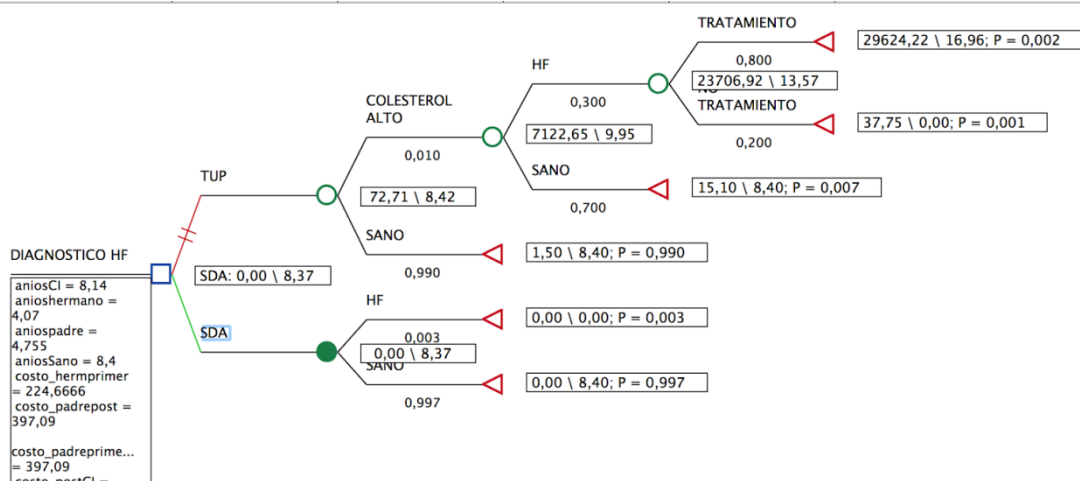 TRATAMIENTO
29624,22 \ 16,96; P = 0,002
0,800
HF
23706,92 \ 13,57
NO
TRATAMIENTO
0,300
COLESTEROL
ALTO
37,75 \ 0,00; P = 0,001
7122,65 \ 9,95
0,200
0,010
SANO
TUP
15,10 \ 8,40; P = 0,007
72,71 \ 8,42
0,700
SANO
DIAGNOSTICO HF
1,50 \ 8,40; P = 0,990
SDA: 0,00 \ 8,37
0,990
aniosCI = 8,14
anioshermano =
4,07
aniospadre =
4,755
aniosSano = 8,4
costo_hermprimer
= 224,6666
costo_padrepost =
397,09
costo_padreprime...
= 397,09
HF
0,00 \ 0,00; P = 0,003
SDA
0,003
0,00 \ 8,37
SANO
0,00 \ 8,40; P = 0,997
0,997